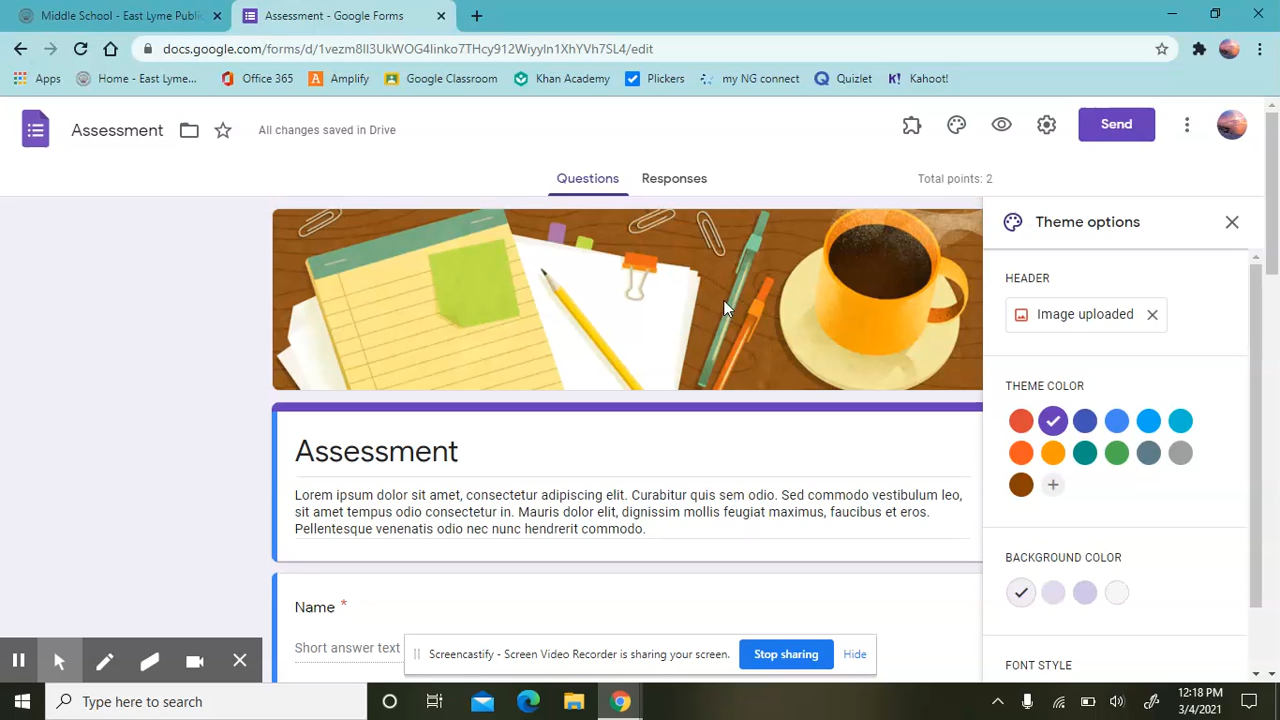 Middle School - East Lyme Public
Assessment - Google Forms
docs.google.com/forms/d/1vezm8lI3UkWOG4linko7THcy912Wiyyln1XhYVh7SL4/edit
Apps
Home - East Lyme...
Office 365
Amplify
Google Classroom
Khan Academy
Plickers
my NG connect
Quizlet
Kahoot!
Assessment
All changes saved in Drive
Send
Questions
Responses
Total points: 2
Theme options
HEADER
Image uploaded
THEME COLOR
Assessment
Lorem ipsum dolor sit amet, consectetur adipiscing elit. Curabitur quis sem odio. Sed commodo vestibulum leo,
sit amet tempus odio consectetur in. Mauris dolor elit, dignissim mollis feugiat maximus, faucibus et eros.
Pellentesque venenatis odio nec nunc hendrerit commodo.
BACKGROUND COLOR
Name *
Short answer text
Screencastify - Screen Video Recorder is sharing your screen.
Stop sharing
Hide
FONT STYLE
Type here to search
12:18 PM
3/4/2021